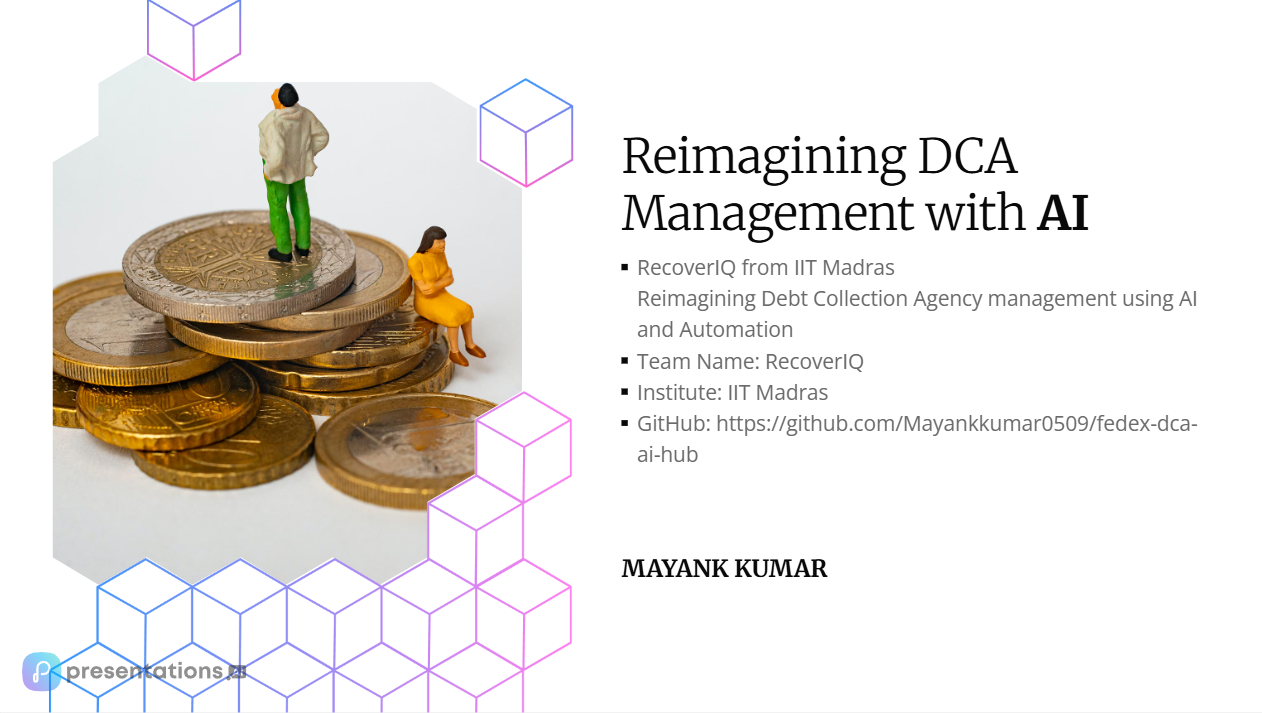 Reimagining DCA
Management with AI
RecoverIQ from IIT Madras
Reimagining Debt Collection Agency management using AI
and Automation
Team Name: RecoverIQ
Institute: IIT Madras
GitHub: https://github.com/Mayankkumar0509/fedex-dca-
ai-hub
MAYANK KUMAR
presentations.ai